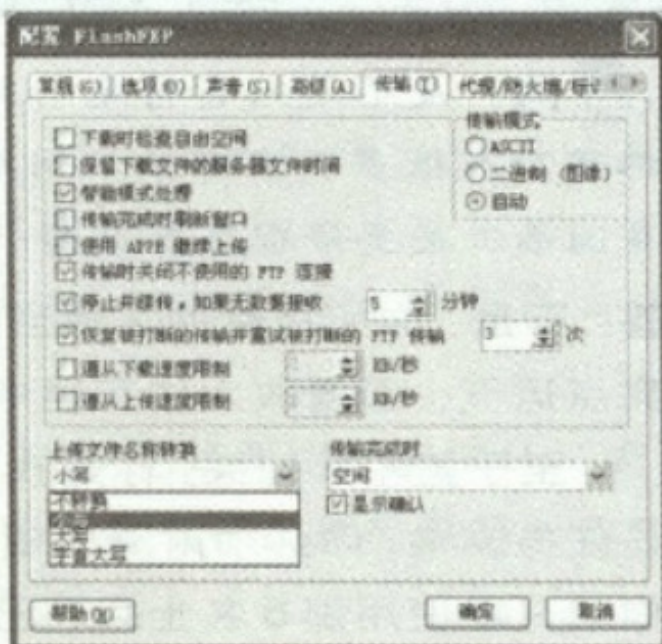 配置 FlashFXP
常规(G) 选项(O) 声音(S) 高级(A) 传输(T) 代理/防火墙/标
下载时检查自由空间
保留下载文件的服务器文件时间
智能模式处理
传输完成时刷新窗口
使用 APPE 继续上传
传输时关闭不使用的 FTP 连接
停止并继传，如果无数据接收 5 分钟
恢复被打断的传输并重试被打断的 FTP 传输 3 次
遵从下载速度限制 KB/秒
遵从上传速度限制 KB/秒
传输模式
ASCII
二进制 (图像)
自动
上传文件名称转换
小写
不转换
小写
大写
字首大写
传输完成时
空闲
显示确认
帮助(H) 确定 取消